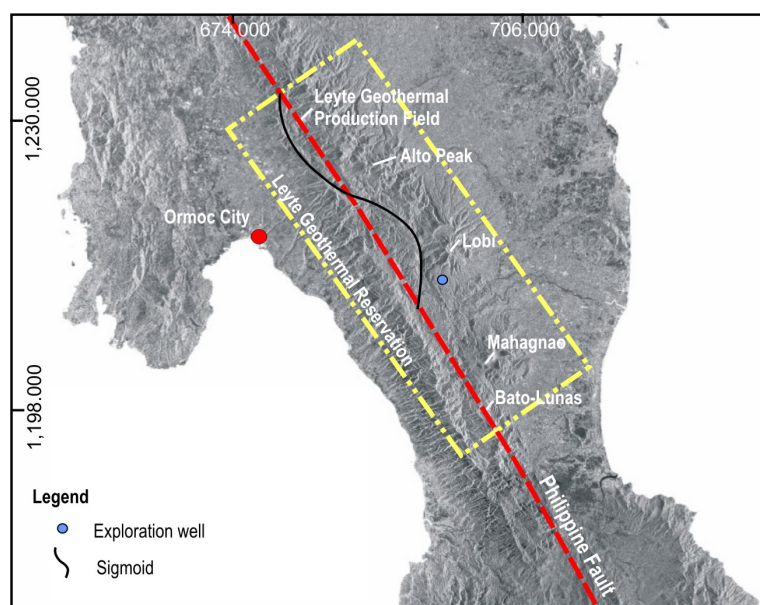 674,000
706,000
1,230.000
1,198.000
Leyte Geothermal
Production Field
Alto Peak
Ormoc City
Leyte Geothermal Reservation
Lobi
Mahagnao
Bato-Lunas
Philippine Fault
Legend
Exploration well
Sigmoid